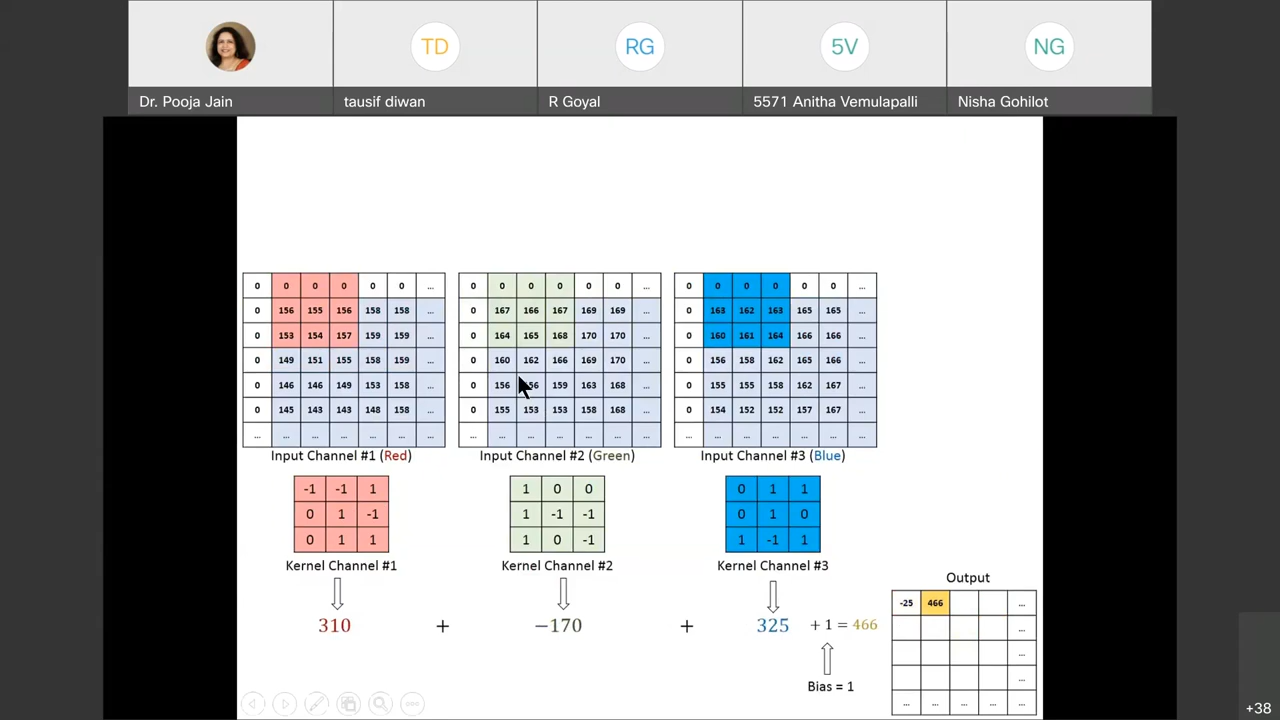 TD RG 5V NG
Dr. Pooja Jain tausif diwan R Goyal 5571 Anitha Vemulapalli Nisha Gohilot
0 0 0 0 0 0 ... 0 0 0 0 0 0 ... 0 0 0 0 0 0 ...
0 156 155 156 158 158 ... 0 167 166 167 169 169 ... 0 163 162 163 165 165 ...
0 153 154 157 159 159 ... 0 164 165 168 170 170 ... 0 160 161 164 166 166 ...
0 149 151 155 158 159 ... 0 160 162 166 169 170 ... 0 156 158 162 165 166 ...
0 146 146 149 153 158 ... 0 156 159 163 168 ... 0 155 155 158 162 167 ...
0 145 143 143 148 158 ... 0 155 153 153 158 168 ... 0 154 152 152 157 167 ...
... ... ... ... ... ... ... ... ... ... ... ... ... ... ... ... ... ... ... ... ...
Input Channel #1 (Red) Input Channel #2 (Green) Input Channel #3 (Blue)
-1 -1 1 1 0 0 0 1 1
0 1 -1 1 -1 -1 0 1 0
0 1 1 1 0 -1 1 -1 1
Kernel Channel #1 Kernel Channel #2 Kernel Channel #3
Output
-25 466 ...
310 + −170 + 325 + 1 = 466
...
...
...
Bias = 1
... ... ... ... ...
+38